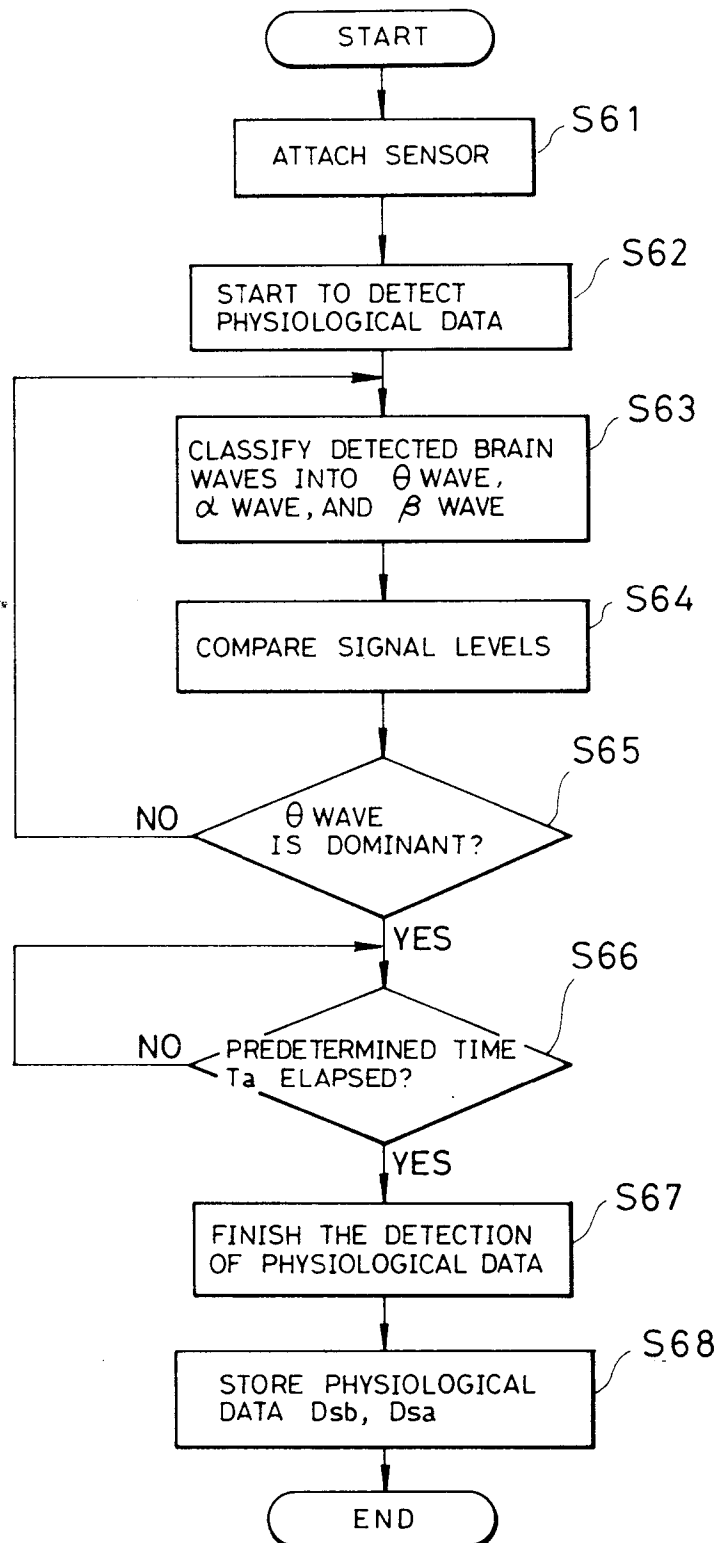 START
S61
ATTACH SENSOR
S62
START TO DETECT
PHYSIOLOGICAL DATA
S63
CLASSIFY DETECTED BRAIN
WAVES INTO θ WAVE,
α WAVE, AND β WAVE
S64
COMPARE SIGNAL LEVELS
S65
NO
θ WAVE
IS DOMINANT?
YES
S66
NO
PREDETERMINED TIME
Ta ELAPSED?
YES
S67
FINISH THE DETECTION
OF PHYSIOLOGICAL DATA
S68
STORE PHYSIOLOGICAL
DATA Dsb, Dsa
END